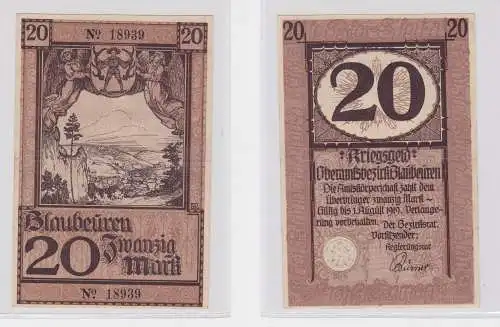 20 Nº 18939 20
Blaubeuren
20 Zwanzig
Mark
Nº 18939
20 20
20
Kriegsgeld
Oberamtsbezirk Blaubeuren
Die Amtskörperschaft zahlt dem
Überbringer zwanzig Mark –
Gültig bis 1. August 1919. Verlänge-
rung vorbehalten. Der Bezirksrat.
Vorsitzender:
Regierungsrat